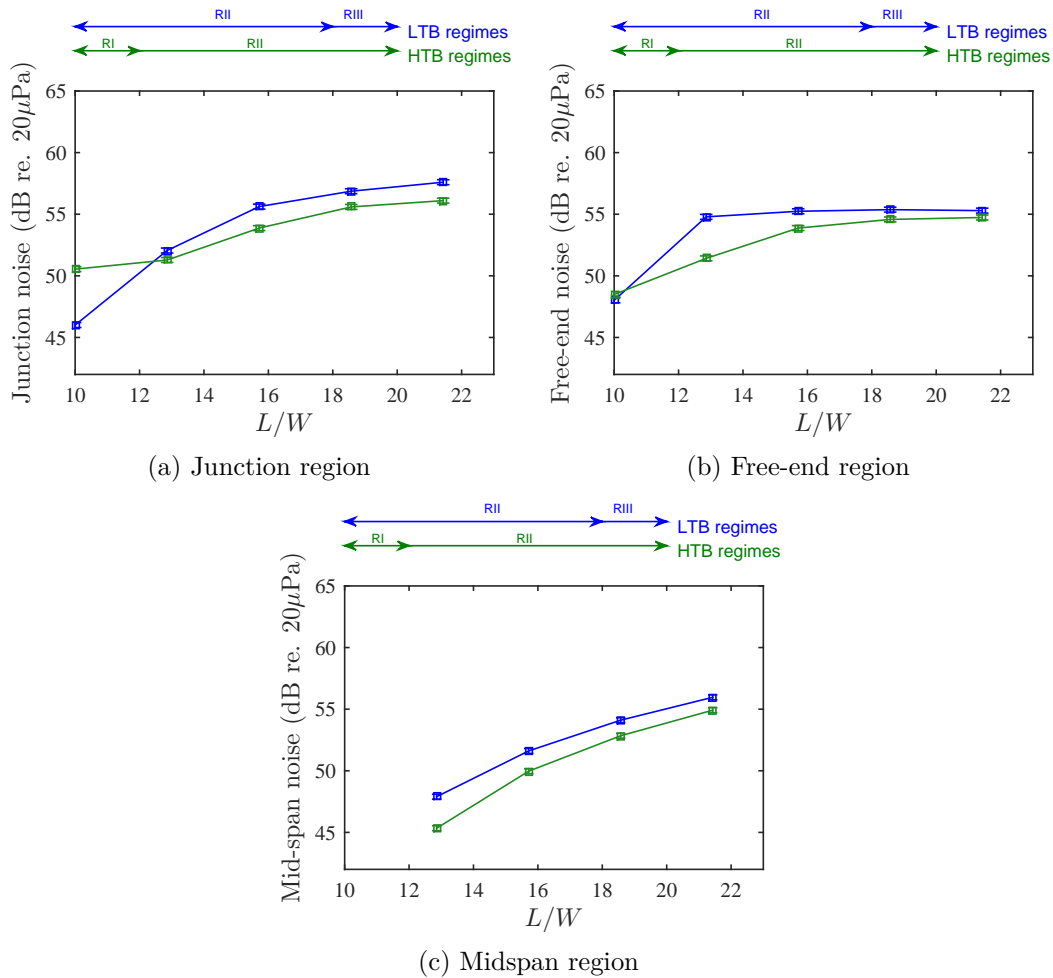 RII RIII LTB regimes
RI RII HTB regimes
65
60
55
50
45
Junction noise (dB re. 20μPa)
10 12 14 16 18 20 22
L/W
(a) Junction region
RII RIII LTB regimes
RI RII HTB regimes
65
60
55
50
45
Free-end noise (dB re. 20μPa)
10 12 14 16 18 20 22
L/W
(b) Free-end region
RII RIII LTB regimes
RI RII HTB regimes
65
60
55
50
45
Mid-span noise (dB re. 20μPa)
10 12 14 16 18 20 22
L/W
(c) Midspan region